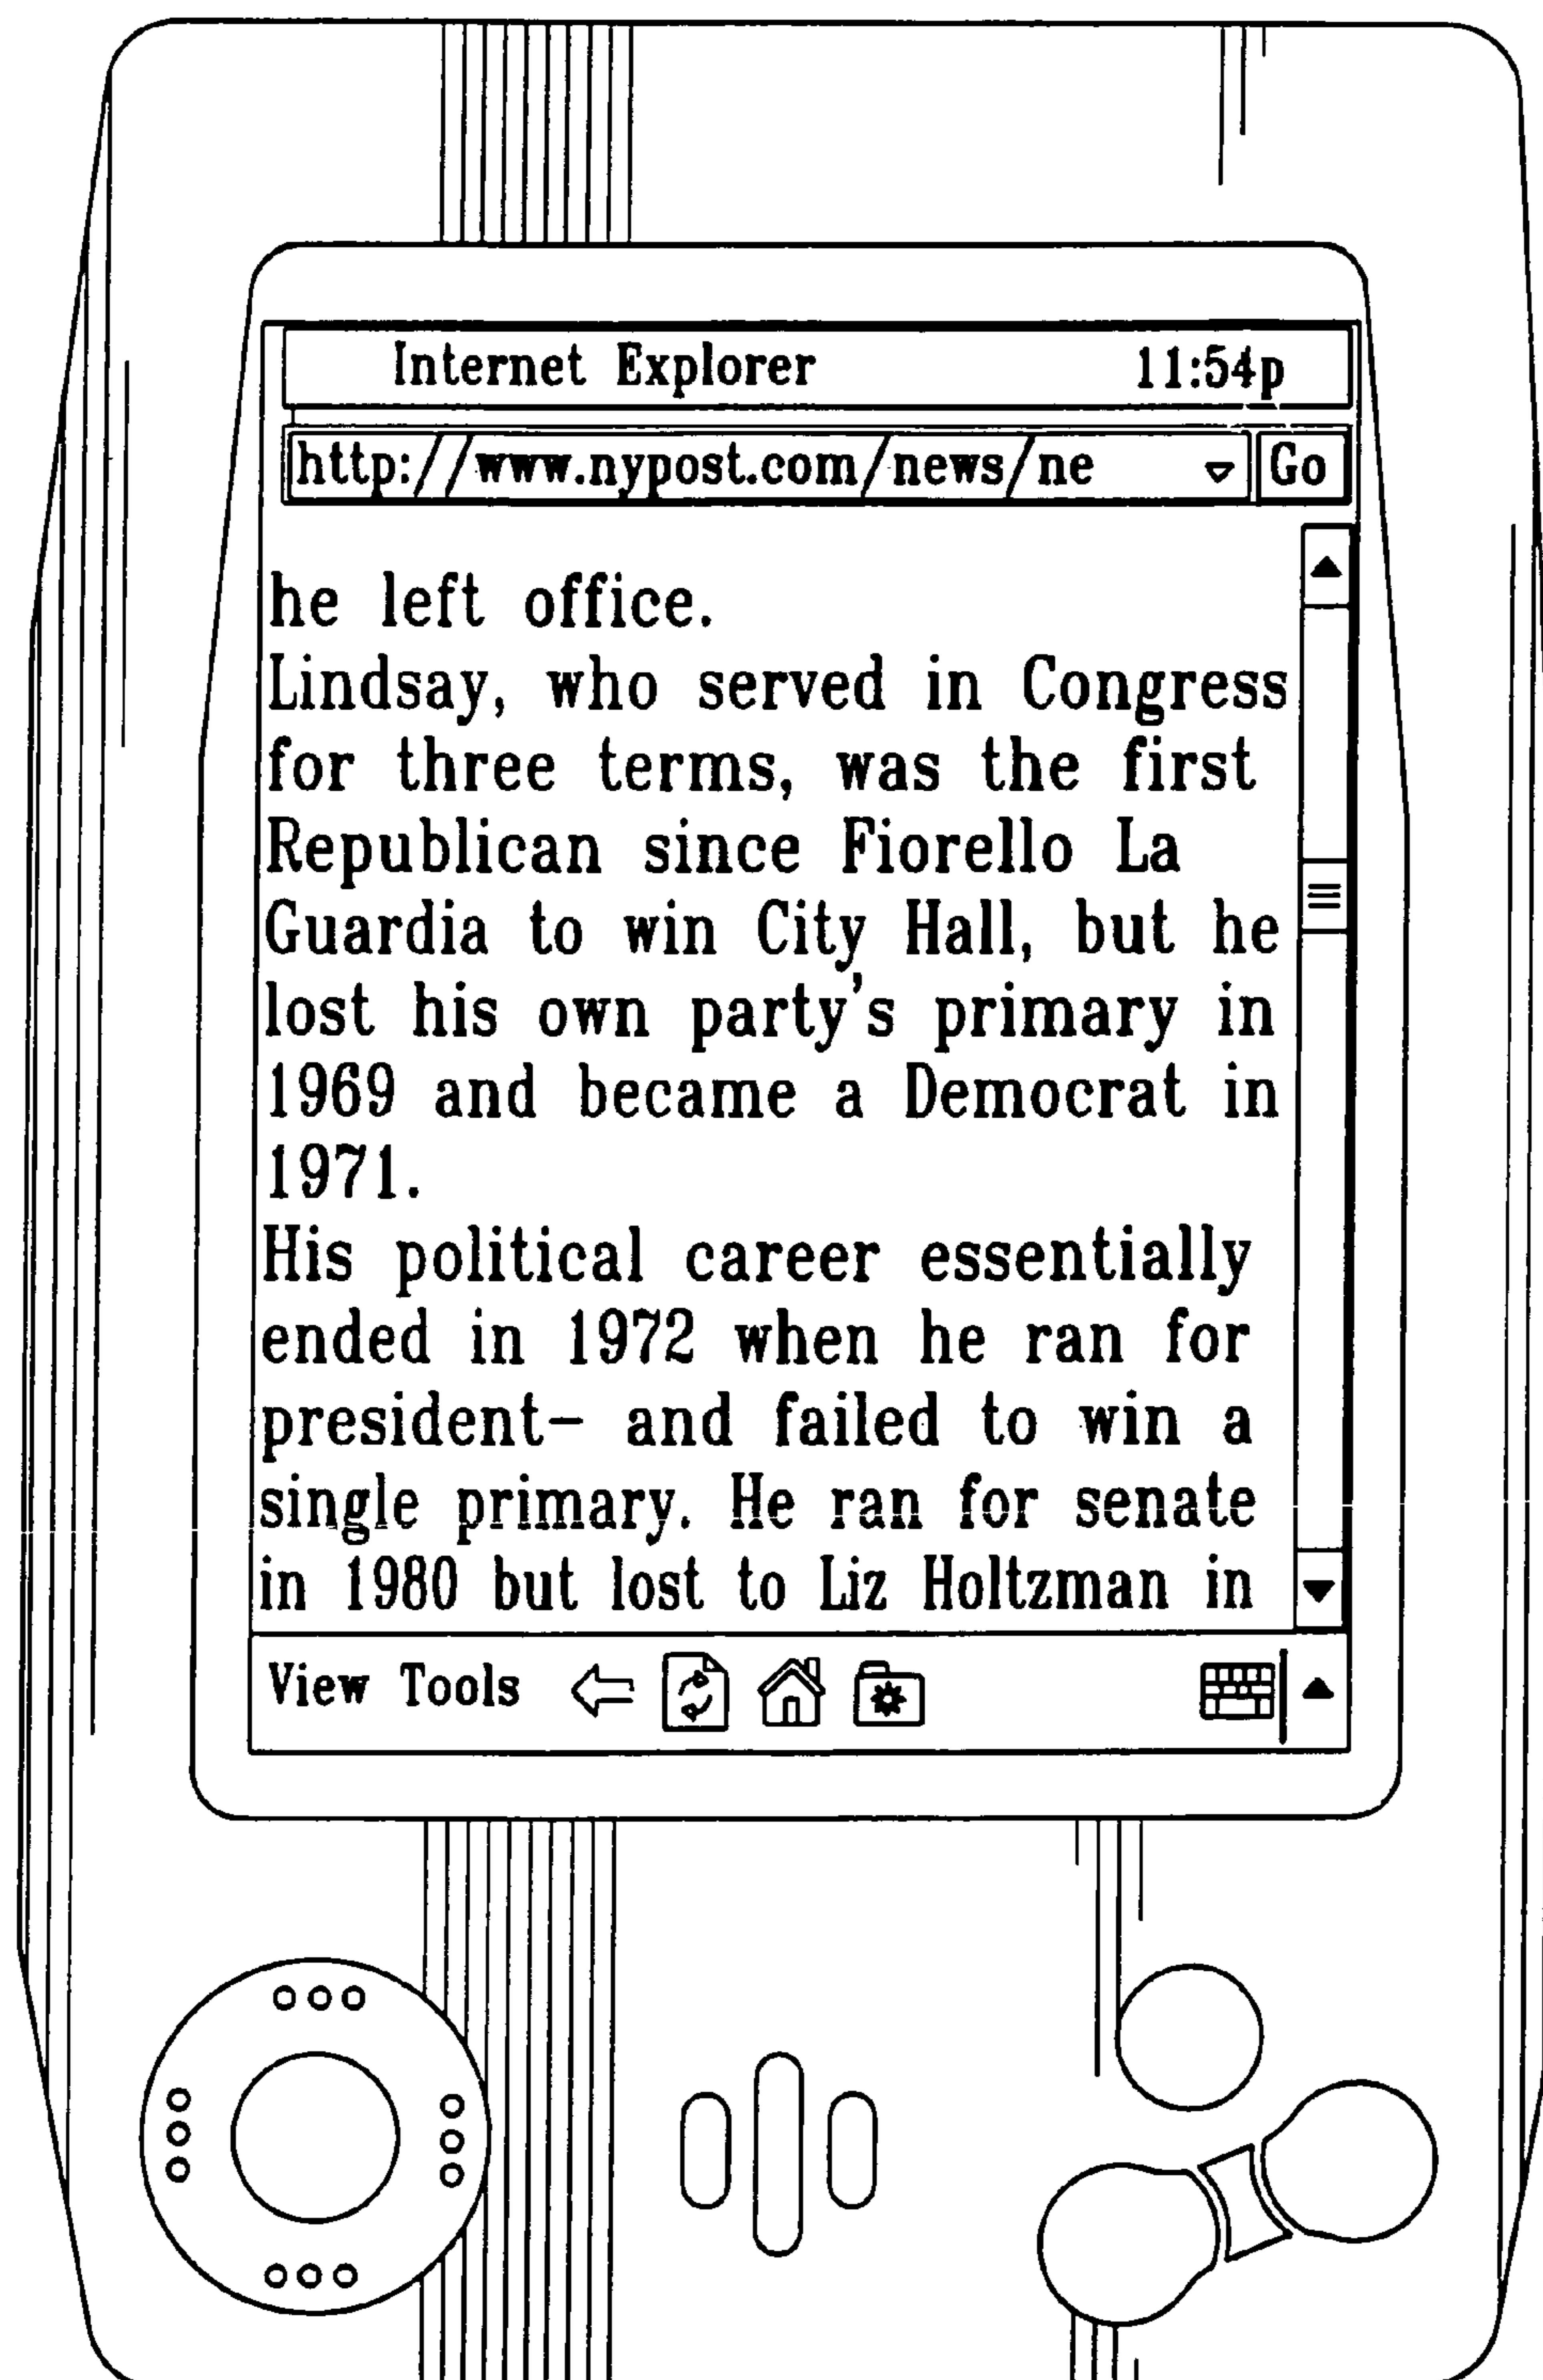 Internet Explorer 11:54p
http://www.nypost.com/news/ne Go
he left office.
Lindsay, who served in Congress
for three terms, was the first
Republican since Fiorello La
Guardia to win City Hall, but he
lost his own party's primary in
1969 and became a Democrat in
1971.
His political career essentially
ended in 1972 when he ran for
president- and failed to win a
single primary. He ran for senate
in 1980 but lost to Liz Holtzman in
View Tools